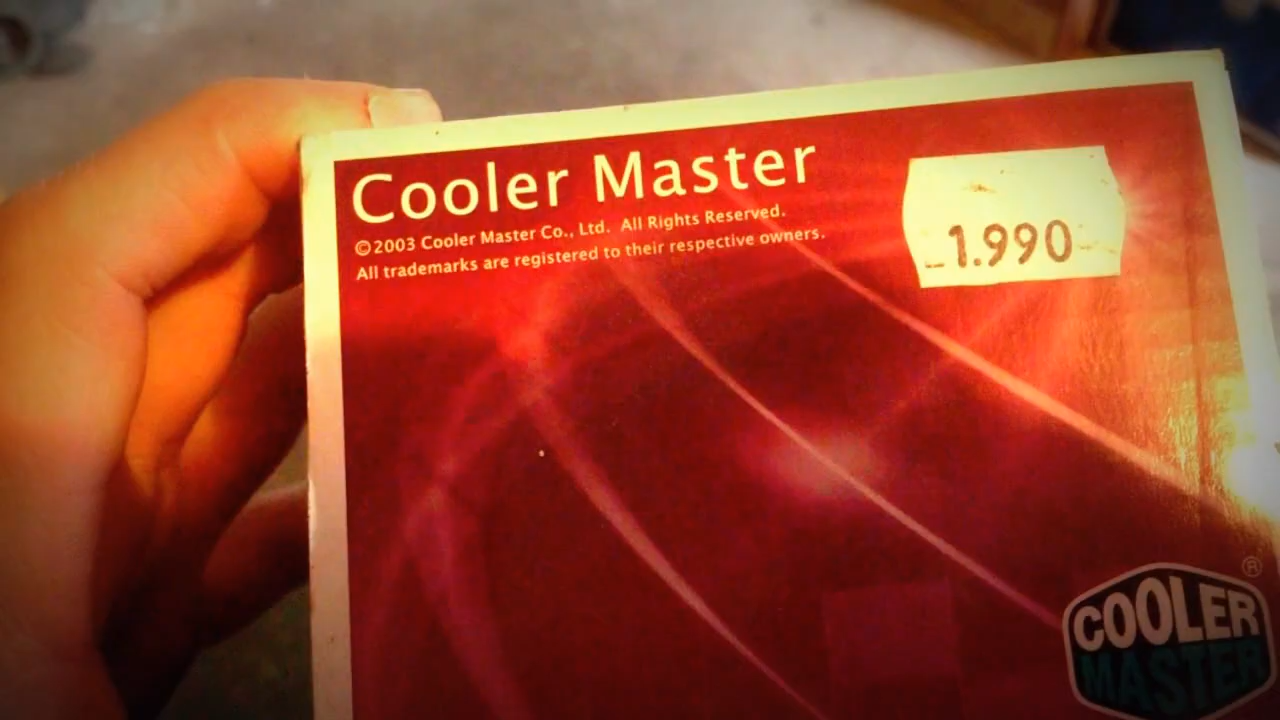 Cooler Master
©2003 Cooler Master Co., Ltd. All Rights Reserved.
All trademarks are registered to their respective owners.
1.990
COOLER
MASTER
®